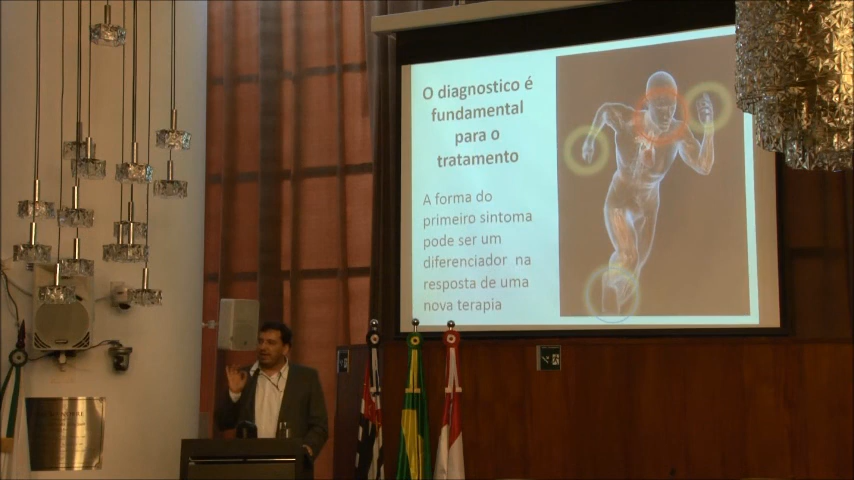 O diagnostico é
fundamental
para o
tratamento
A forma do
primeiro sintoma
pode ser um
diferenciador na
resposta de uma
nova terapia